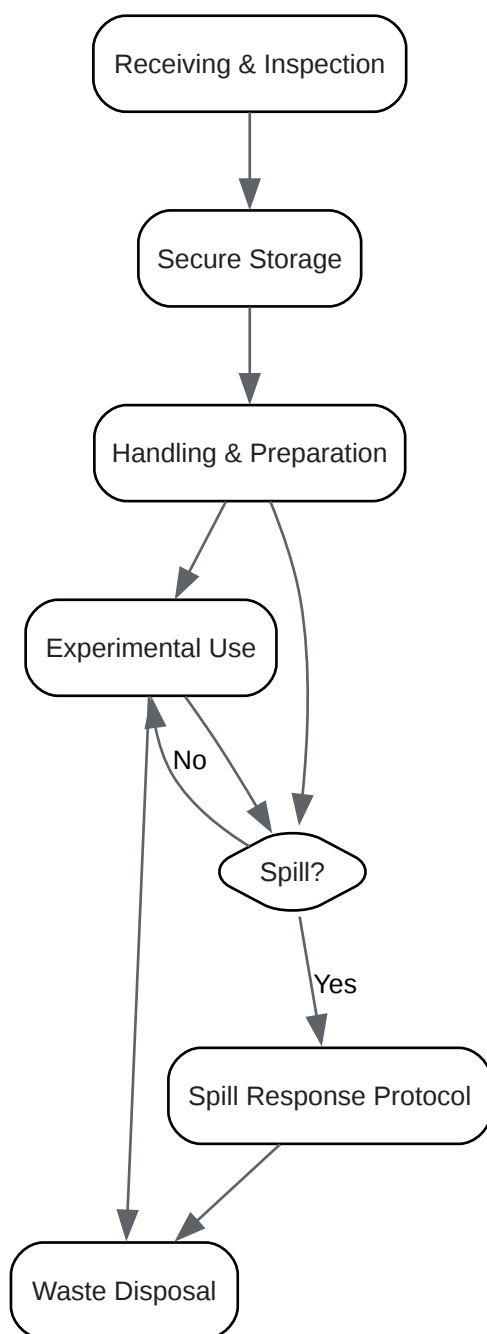 Receiving & Inspection
Secure Storage
Handling & Preparation
Experimental Use
No
Spill?
Yes
Spill Response Protocol
Waste Disposal